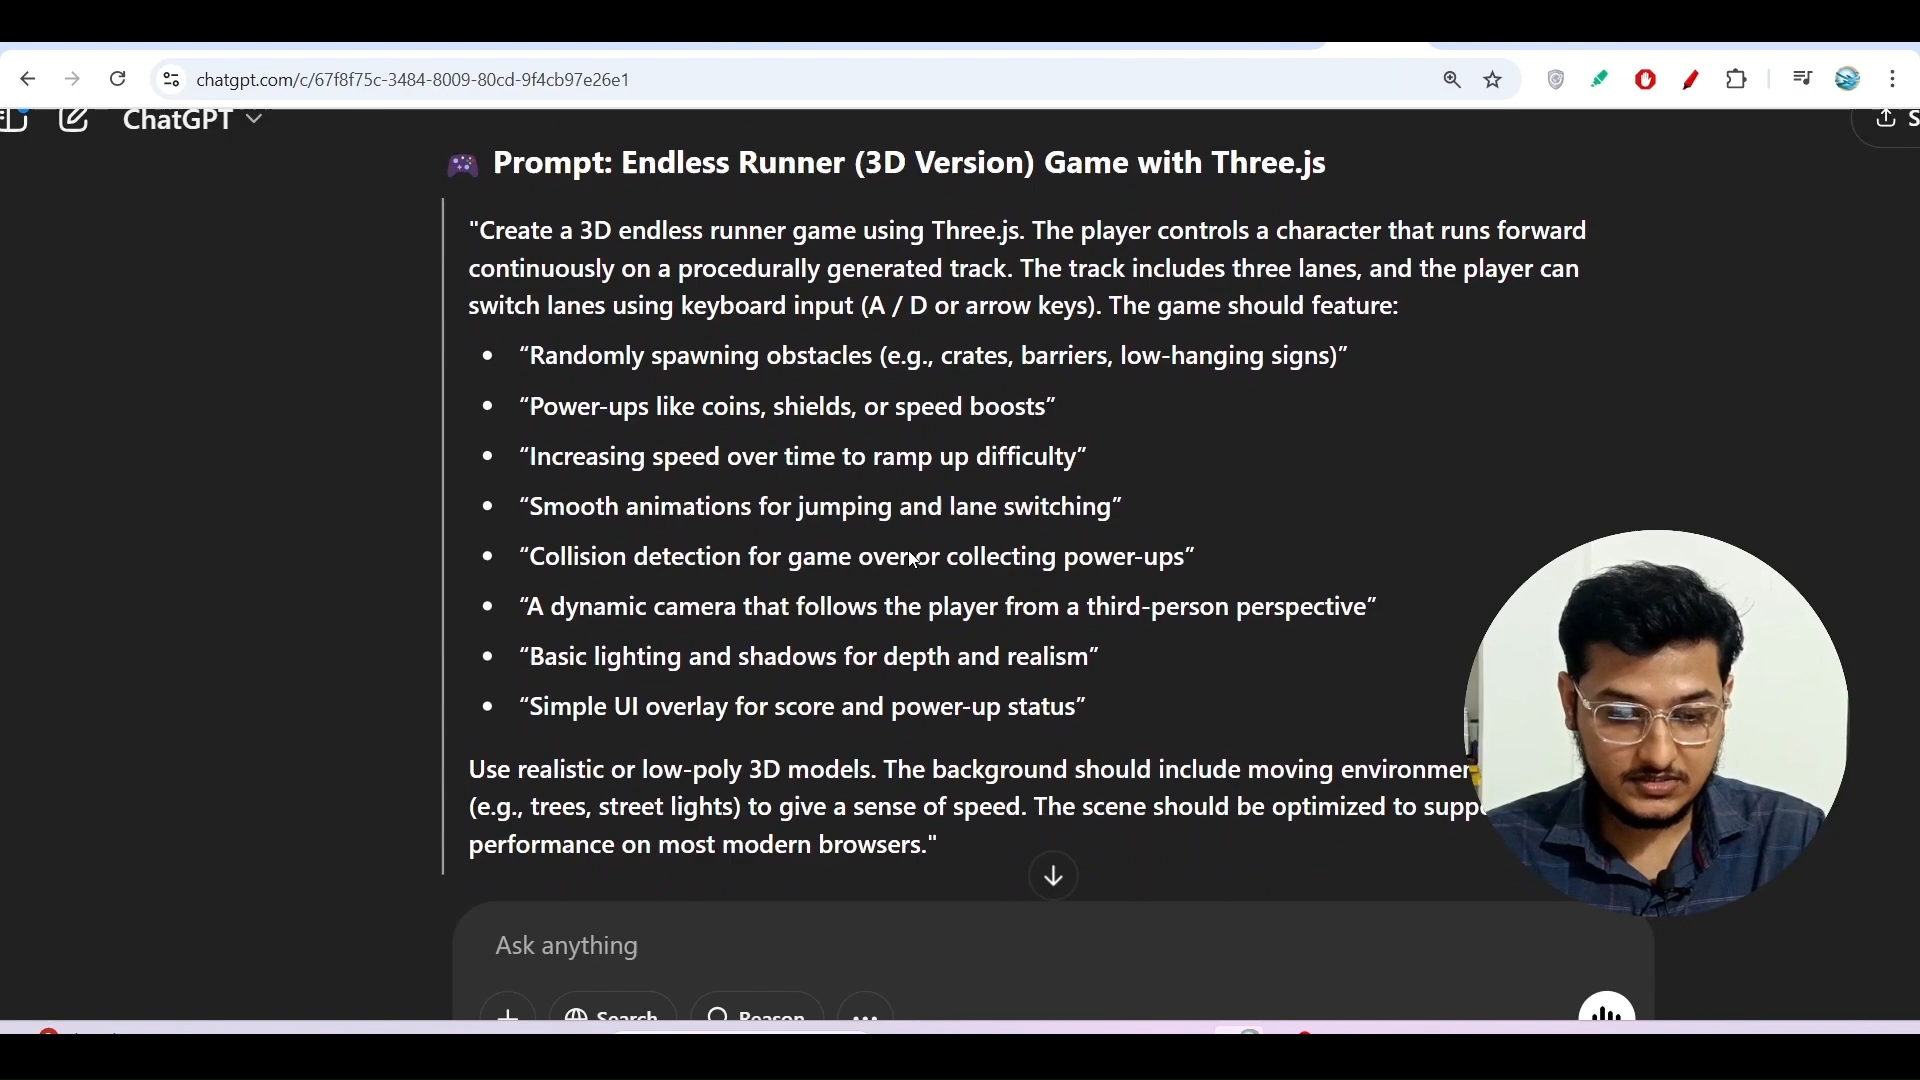 chatgpt.com/c/67f8f75c-3484-8009-80cd-9f4cb97e26e1
ChatGPT
S
🎮 Prompt: Endless Runner (3D Version) Game with Three.js
"Create a 3D endless runner game using Three.js. The player controls a character that runs forward
continuously on a procedurally generated track. The track includes three lanes, and the player can
switch lanes using keyboard input (A / D or arrow keys). The game should feature:
• “Randomly spawning obstacles (e.g., crates, barriers, low-hanging signs)”
• “Power-ups like coins, shields, or speed boosts”
• “Increasing speed over time to ramp up difficulty”
• “Smooth animations for jumping and lane switching”
• “Collision detection for game over or collecting power-ups”
• “A dynamic camera that follows the player from a third-person perspective”
• “Basic lighting and shadows for depth and realism”
• “Simple UI overlay for score and power-up status”
Use realistic or low-poly 3D models. The background should include moving
(e.g., trees, street lights) to give a sense of speed. The scene should be optimized to
performance on most modern browsers."
Ask anything
Search
Reason